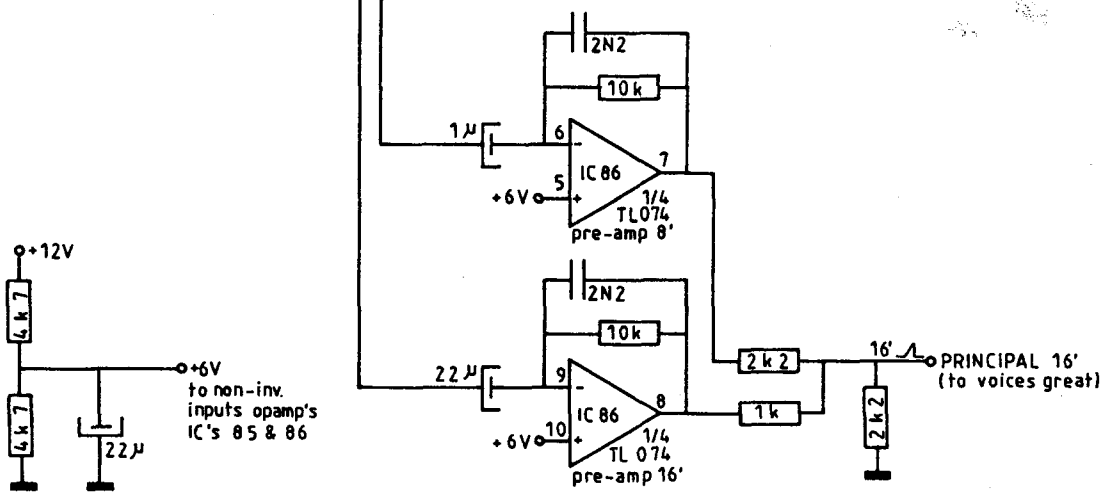 2N2
10k
1µ
6
7
IC 86
5
+6V
1/4
TL074
pre-amp 8'
+12V
4k7
+6V
to non-inv.
inputs opamp's
IC's 85 & 86
4k7
22µ
2N2
10k
22µ
9
8
IC 86
10
+6V
1/4
TL 074
pre-amp 16'
2k2
1k
16'
PRINCIPAL 16'
(to voices great)
2k2